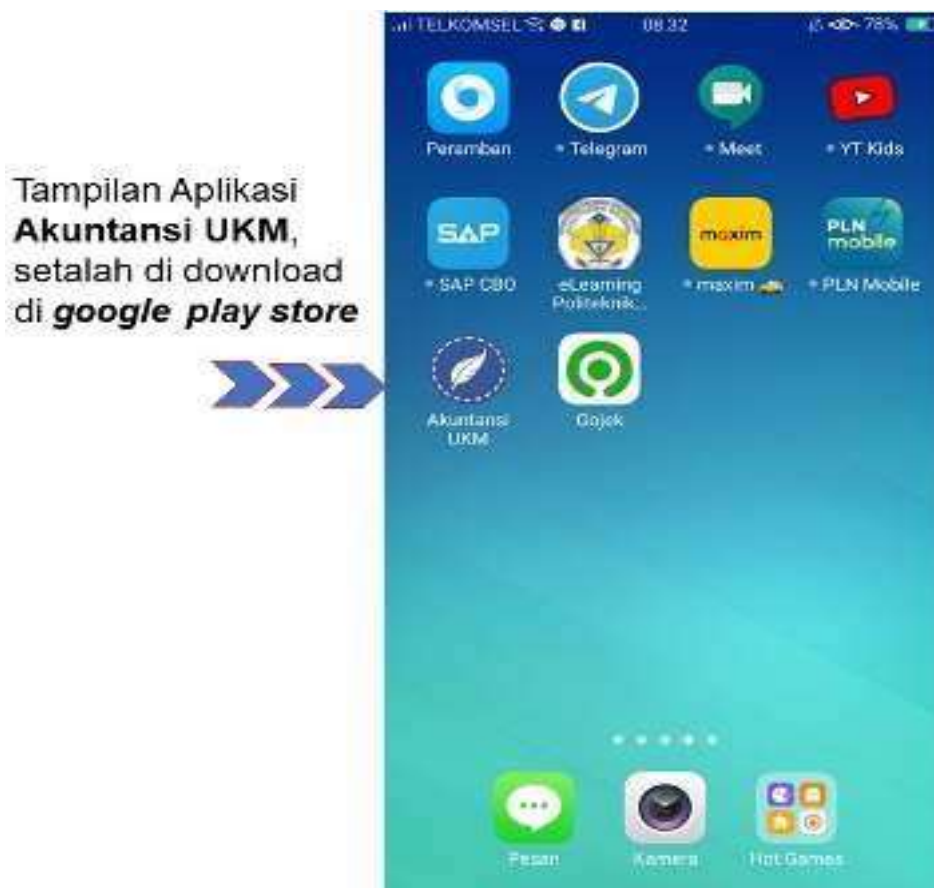 Tampilan Aplikasi
Akuntansi UKM,
setalah di download
di google play store
TELKOMSEL 08.32 78%
Peramban Telegram Meet YT Kids
SAP
maxim
PLN
mobile
SAP CBO eLearning
Politeknik... maxim PLN Mobile
Akuntansi
UKM Gojek
Pesan Kamera Hot Games